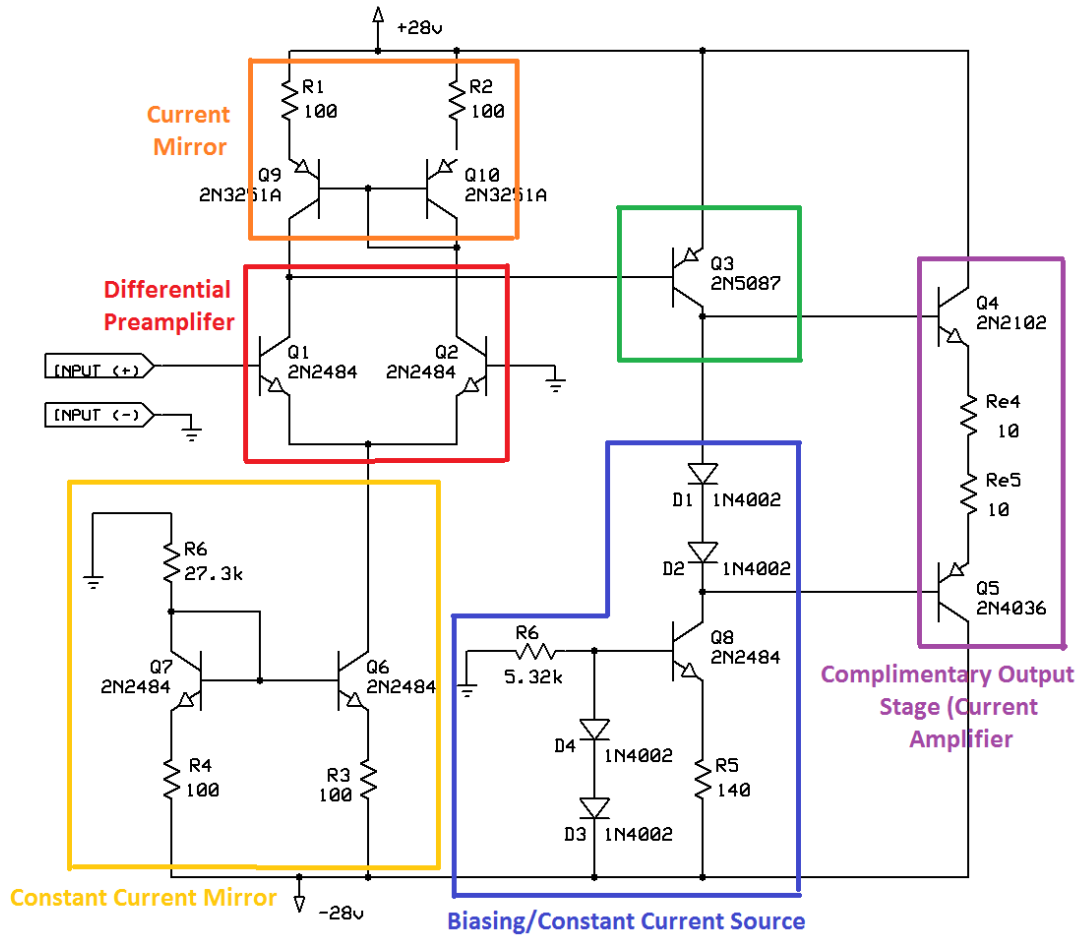 +28v
R1
100
R2
100
Current
Mirror
Q9
2N3251A
Q10
2N3251A
Q3
2N5087
Differential
Preamplifer
Q4
2N2102
INPUT (+)
Q1
2N2484
Q2
2N2484
INPUT (-)
Re4
10
Re5
10
D1
1N4002
R6
27.3k
D2
1N4002
Q5
2N4036
R6
5.32k
Q8
2N2484
Q7
2N2484
Q6
2N2484
Complimentary Output
Stage (Current
Amplifier
D4
1N4002
R4
100
R3
100
R5
140
D3
1N4002
Constant Current Mirror
-28v
Biasing/Constant Current Source